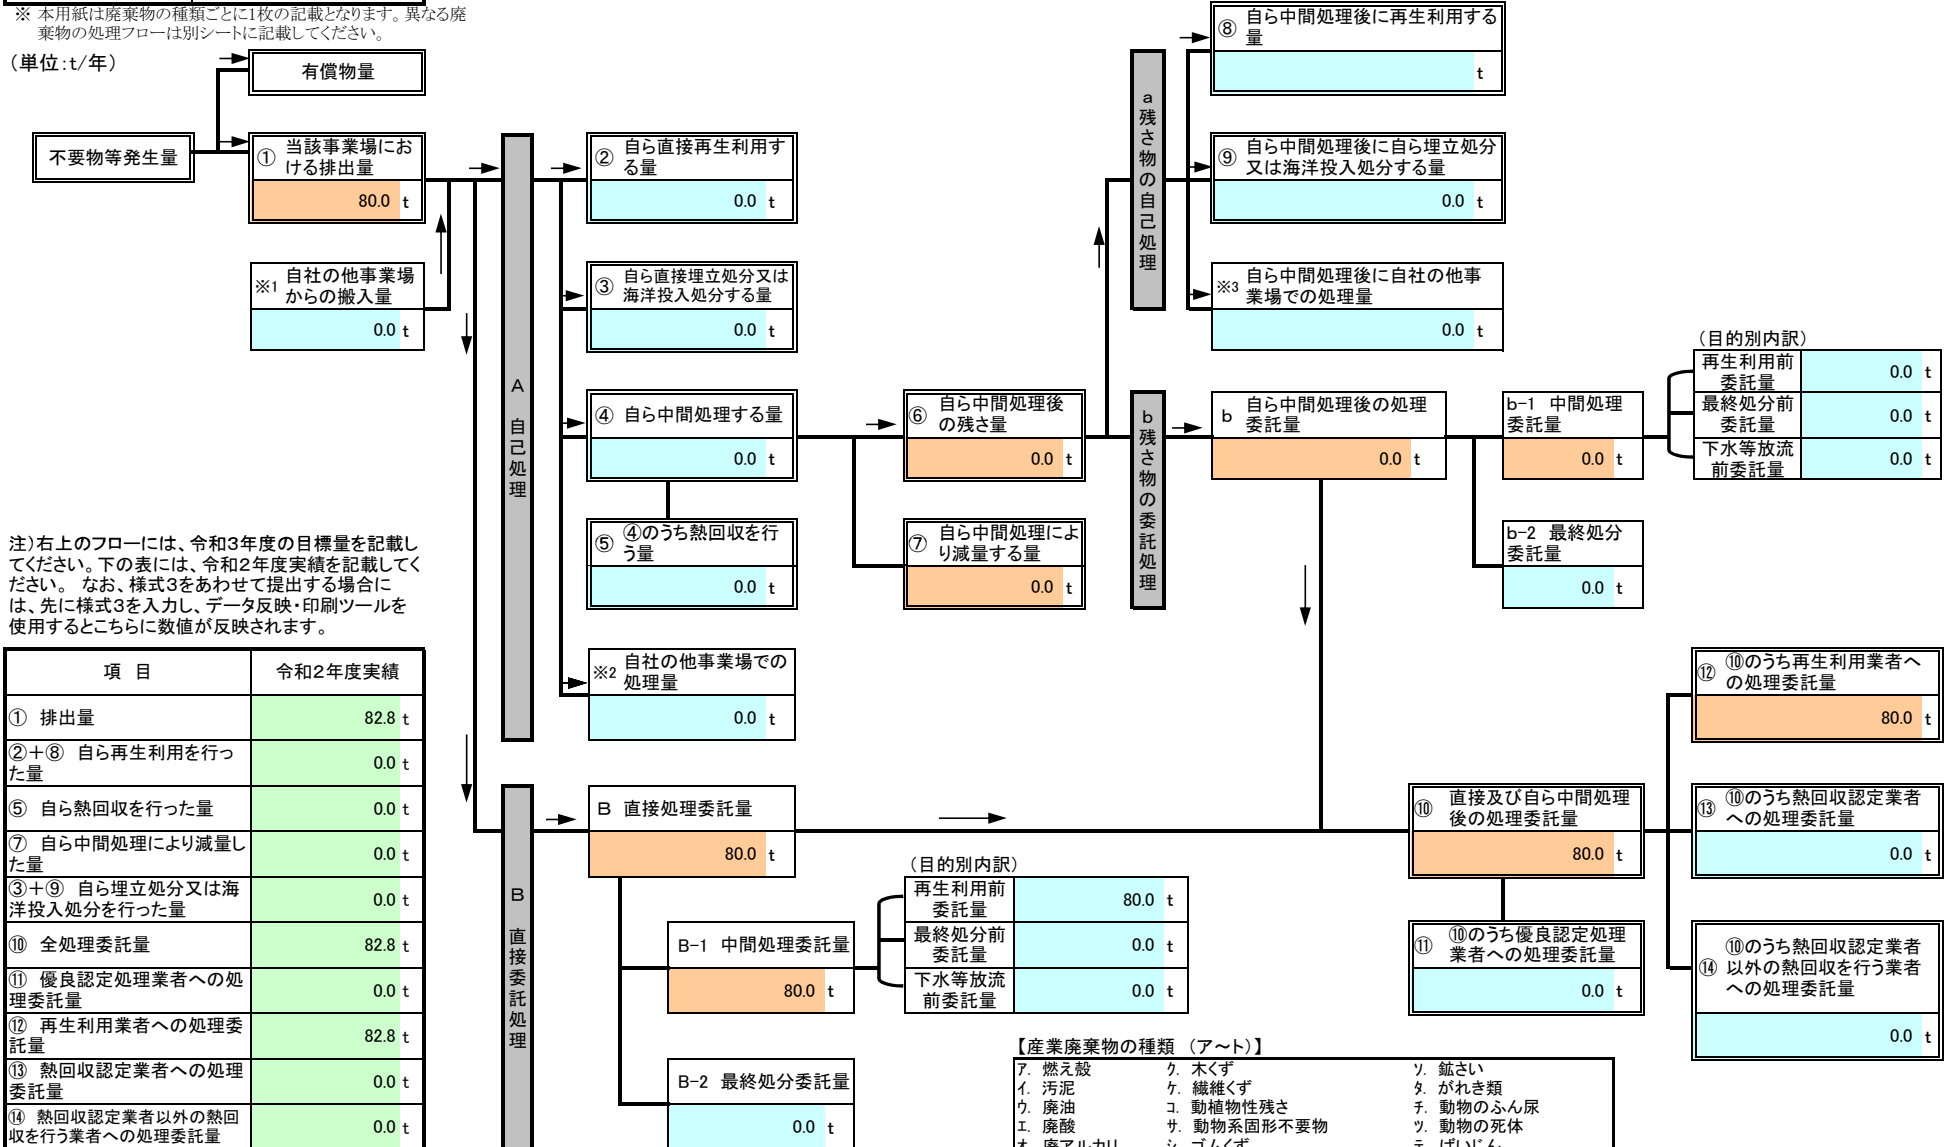 ※ 本用紙は廃棄物の種類ごとに1枚の記載となります。異なる廃
棄物の処理フローは別シートに記載してください。
（単位：t/年）
有償物量
不要物等発生量
① 当該事業場にお
ける排出量
80.0 t
※1 自社の他事業場
からの搬入量
0.0 t
A 自己処理
② 自ら直接再生利用す
る量
0.0 t
③ 自ら直接埋立処分又は
海洋投入処分する量
0.0 t
④ 自ら中間処理する量
0.0 t
⑤ ④のうち熱回収を行
う量
0.0 t
※2 自社の他事業場での
処理量
0.0 t
⑥ 自ら中間処理後
の残さ量
0.0 t
⑦ 自ら中間処理によ
り減量する量
0.0 t
a 残さ物の自己処理
⑧ 自ら中間処理後に再生利用する
量
t
⑨ 自ら中間処理後に自ら埋立処分
又は海洋投入処分する量
0.0 t
※3 自ら中間処理後に自社の他事
業場での処理量
0.0 t
b 残さ物の委託処理
b 自ら中間処理後の処理
委託量
0.0 t
b-1 中間処理
委託量
0.0 t
b-2 最終処分
委託量
0.0 t
（目的別内訳）
再生利用前
委託量
0.0 t
最終処分前
委託量
0.0 t
下水等放流
前委託量
0.0 t
注）右上のフローには、令和3年度の目標量を記載し
てください。下の表には、令和2年度実績を記載してく
ださい。 なお、様式3をあわせて提出する場合に
は、先に様式3を入力し、データ反映・印刷ツールを
使用するとこちらに数値が反映されます。
項 目 令和2年度実績
① 排出量 82.8 t
②＋⑧ 自ら再生利用を行っ
た量
0.0 t
⑤ 自ら熱回収を行った量 0.0 t
⑦ 自ら中間処理により減量し
た量
0.0 t
③＋⑨ 自ら埋立処分又は海
洋投入処分を行った量
0.0 t
⑩ 全処理委託量 82.8 t
⑪ 優良認定処理業者への処
理委託量
0.0 t
⑫ 再生利用業者への処理委
託量
82.8 t
⑬ 熱回収認定業者への処理
委託量
0.0 t
⑭ 熱回収認定業者以外の熱回
収を行う業者への処理委託量
0.0 t
B 直接委託処理
B 直接処理委託量
80.0 t
B-1 中間処理委託量
80.0 t
B-2 最終処分委託量
0.0 t
（目的別内訳）
再生利用前
委託量
80.0 t
最終処分前
委託量
0.0 t
下水等放流
前委託量
0.0 t
⑩ 直接及び自ら中間処理
後の処理委託量
80.0 t
⑪ ⑩のうち優良認定処理
業者への処理委託量
0.0 t
⑫ ⑩のうち再生利用業者へ
の処理委託量
80.0 t
⑬ ⑩のうち熱回収認定業者
への処理委託量
0.0 t
⑭ ⑩のうち熱回収認定業者
以外の熱回収を行う業者
への処理委託量
0.0 t
【産業廃棄物の種類 （ア～ト）】
ア. 燃え殻 ク. 木くず ソ. 鉱さい
イ. 汚泥 ケ. 繊維くず タ. がれき類
ウ. 廃油 コ. 動植物性残さ チ. 動物のふん尿
エ. 廃酸 サ. 動物系固形不要物 ツ. 動物の死体
オ. 廃アルカリ シ. ゴムくず テ. ばいじん